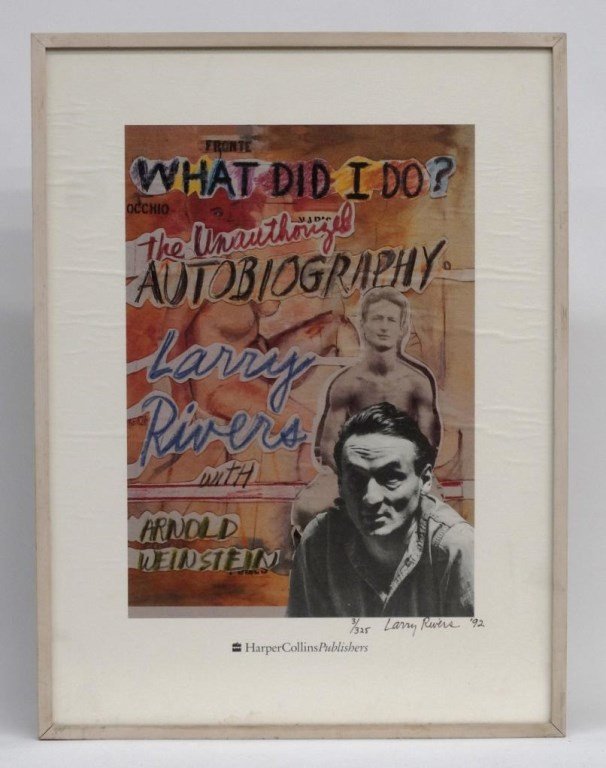 FRONTE
WHAT DID I DO?
OCCHIO
the Unauthorized
AUTOBIOGRAPHY
Larry
Rivers
with
ARNOLD
WEINSTEIN
3/325 Larry Rivers '92
HarperCollinsPublishers